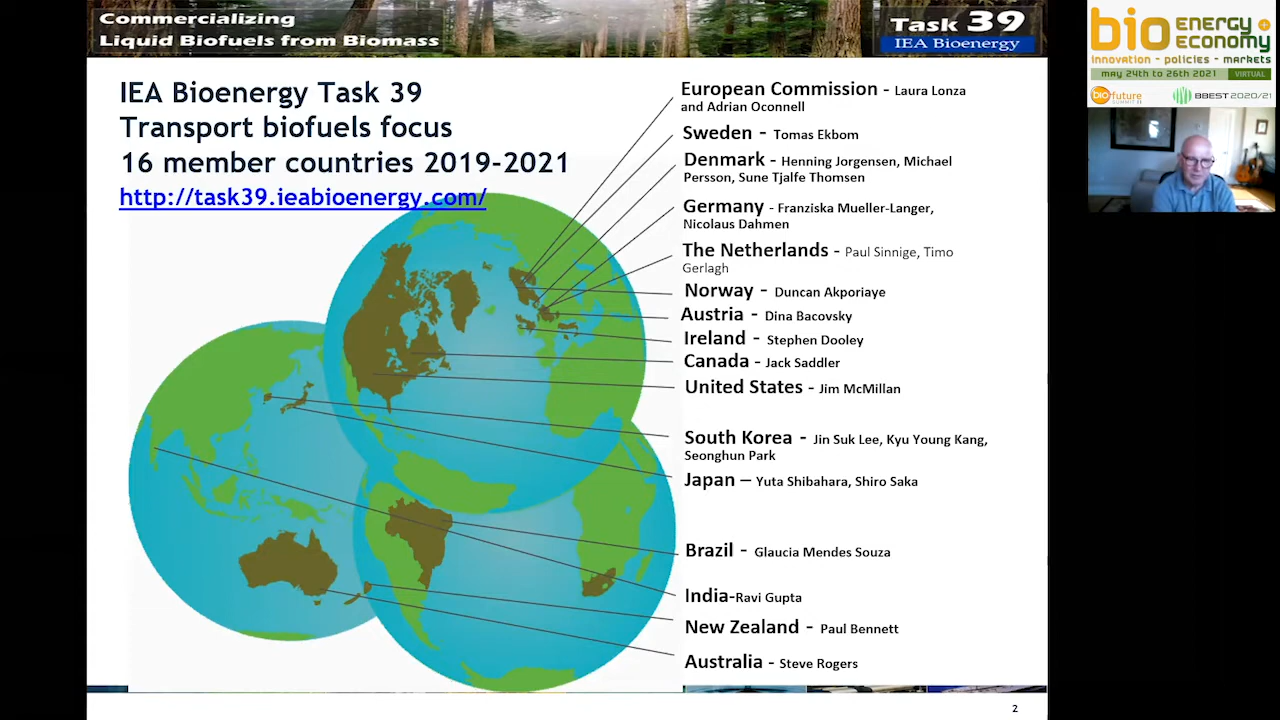 Commercializing
Liquid Biofuels from Biomass
Task 39
IEA Bioenergy
IEA Bioenergy Task 39
Transport biofuels focus
16 member countries 2019-2021
http://task39.ieabioenergy.com/
European Commission - Laura Lonza
and Adrian Oconnell
Sweden - Tomas Ekbom
Denmark - Henning Jorgensen, Michael
Persson, Sune Tjalfe Thomsen
Germany - Franziska Mueller-Langer,
Nicolaus Dahmen
The Netherlands - Paul Sinnige, Timo
Gerlagh
Norway - Duncan Akporiaye
Austria - Dina Bacovsky
Ireland - Stephen Dooley
Canada - Jack Saddler
United States - Jim McMillan
South Korea - Jin Suk Lee, Kyu Young Kang,
Seonghun Park
Japan – Yuta Shibahara, Shiro Saka
Brazil - Glaucia Mendes Souza
India-Ravi Gupta
New Zealand - Paul Bennett
Australia - Steve Rogers
2
bio ENERGY+
ECONOMY
innovation - policies - markets
may 24th to 26th 2021 VIRTUAL
biofuture
SUMMIT II
BBEST 2020/21